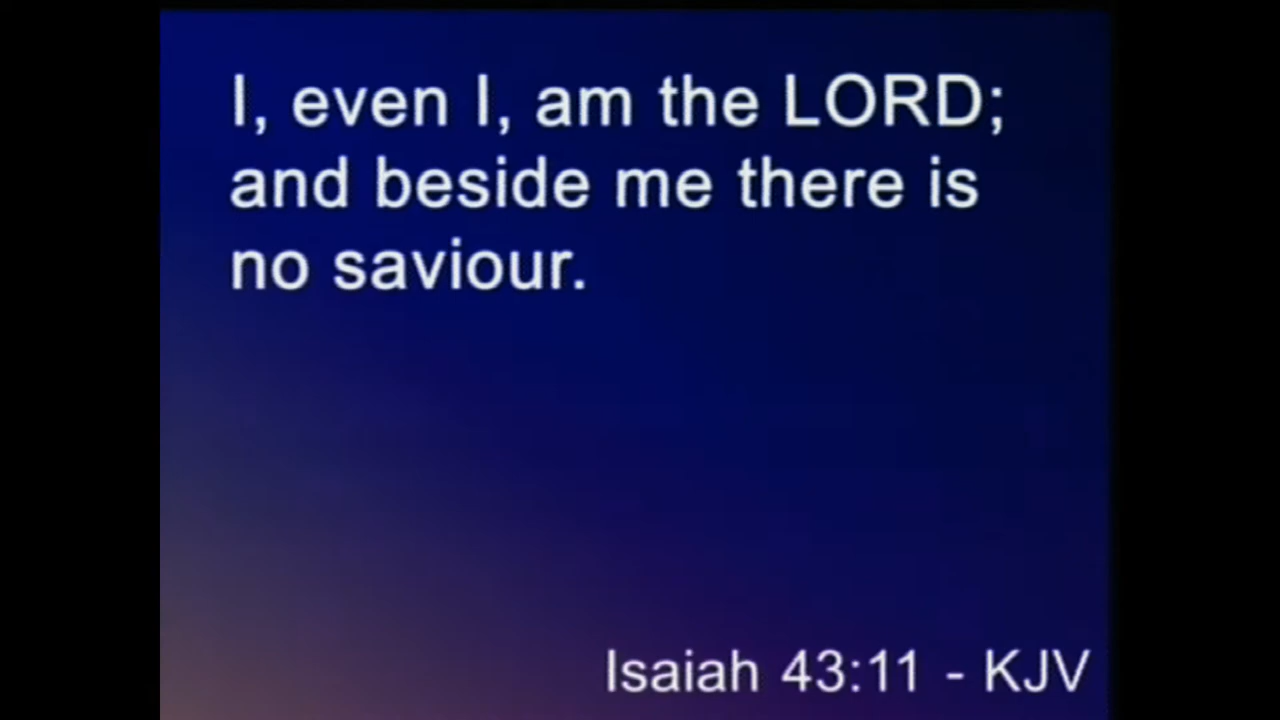 I, even I, am the LORD;
and beside me there is
no saviour.
Isaiah 43:11 - KJV